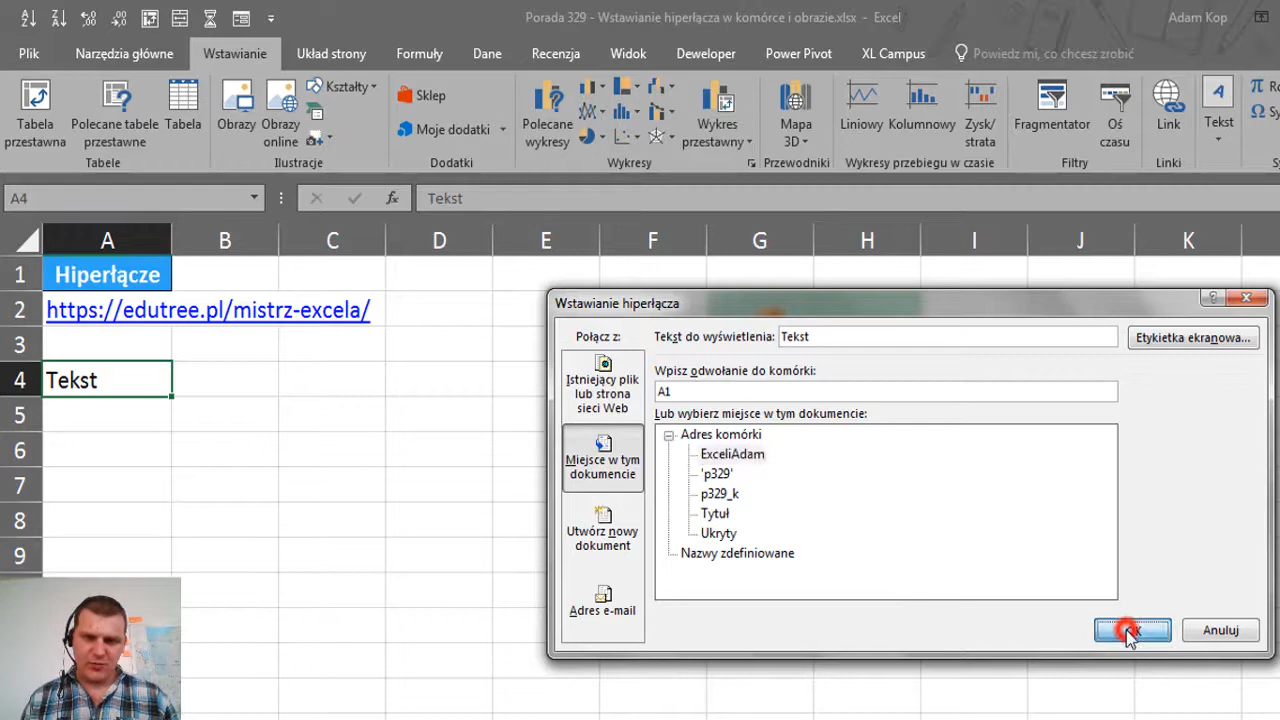 Porada 329 - Wstawianie hiperłącza w komórce i obrazie.xlsx - Excel
Adam Kop
Plik
Narzędzia główne
Wstawianie
Układ strony
Formuły
Dane
Recenzja
Widok
Deweloper
Power Pivot
XL Campus
Powiedz mi, co chcesz zrobić
Tabela przestawna
Polecane tabele przestawne
Tabela
Obrazy
Obrazy online
Kształty
Sklep
Moje dodatki
Polecane wykresy
Wykres przestawny
Mapa 3D
Liniowy
Kolumnowy
Zysk/strata
Fragmentator
Oś czasu
Link
Tekst
Tabele
Ilustracje
Dodatki
Wykresy
Przewodniki
Wykresy przebiegu w czasie
Filtry
Linki
A4
fx
Tekst
A B C D E F G H I J K
1 Hiperłącze
2 https://edutree.pl/mistrz-excela/
3
4 Tekst
5
6
7
8
9
Wstawianie hiperłącza
Połącz z:
Tekst do wyświetlenia:
Tekst
Etykietka ekranowa...
Istniejący plik lub strona sieci Web
Miejsce w tym dokumencie
Utwórz nowy dokument
Adres e-mail
Wpisz odwołanie do komórki:
A1
Lub wybierz miejsce w tym dokumencie:
Adres komórki
ExceliAdam
'p329'
p329_k
Tytuł
Ukryty
Nazwy zdefiniowane
Anuluj